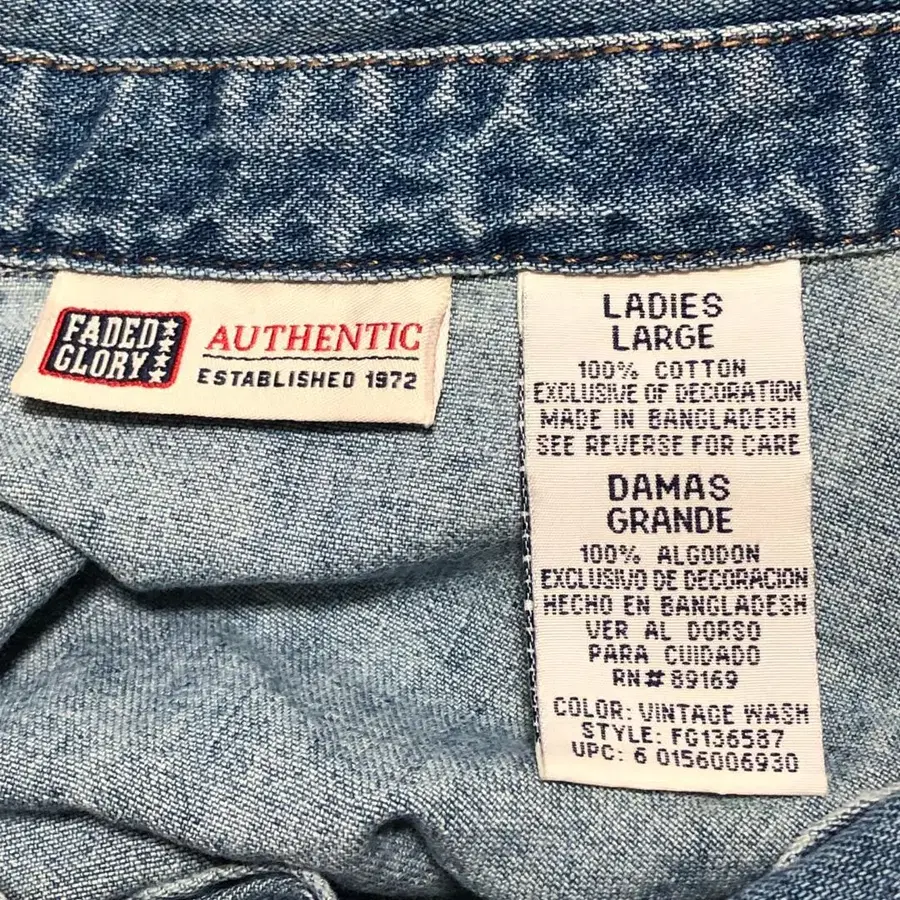 FADED
GLORY
AUTHENTIC
ESTABLISHED 1972
LADIES
LARGE
100% COTTON
EXCLUSIVE OF DECORATION
MADE IN BANGLADESH
SEE REVERSE FOR CARE
DAMAS
GRANDE
100% ALGODON
EXCLUSIVO DE DECORACION
HECHO EN BANGLADESH
VER AL DORSO
PARA CUIDADO
RN# 89169
COLOR: VINTAGE WASH
STYLE: FG136587
UPC: 6 0156006930